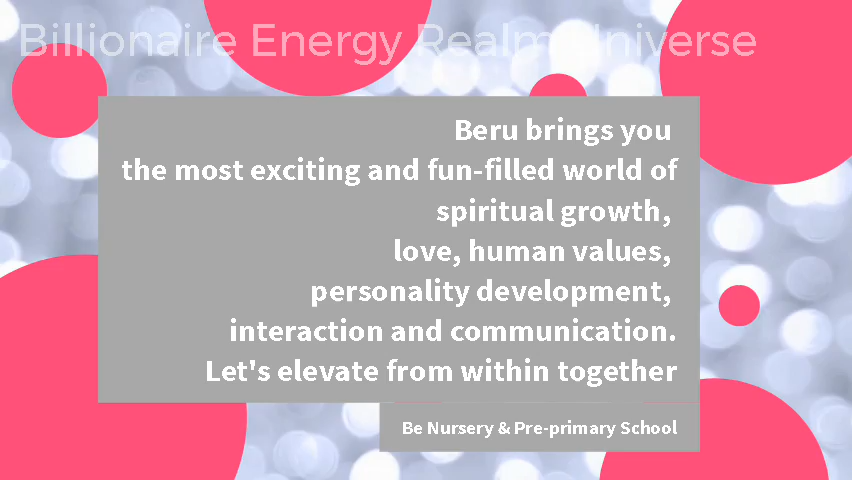 Billionaire Energy Realm Universe
Beru brings you
the most exciting and fun-filled world of
spiritual growth,
love, human values,
personality development,
interaction and communication.
Let's elevate from within together
Be Nursery & Pre-primary School